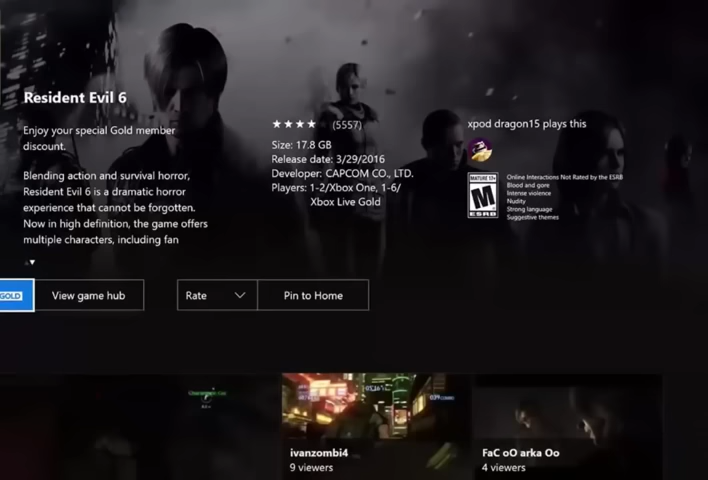 Resident Evil 6
Enjoy your special Gold member
discount.
Blending action and survival horror,
Resident Evil 6 is a dramatic horror
experience that cannot be forgotten.
Now in high definition, the game offers
multiple characters, including fan
(5557)
Size: 17.8 GB
Release date: 3/29/2016
Developer: CAPCOM CO., LTD.
Players: 1-2/Xbox One, 1-6/
Xbox Live Gold
xpod dragon15 plays this
MATURE 17+
M
ESRB
Online Interactions Not Rated by the ESRB
Blood and gore
Intense violence
Nudity
Strong language
Suggestive themes
GOLD
View game hub
Rate
Pin to Home
ivanzombi4
9 viewers
FaC oO arka Oo
4 viewers